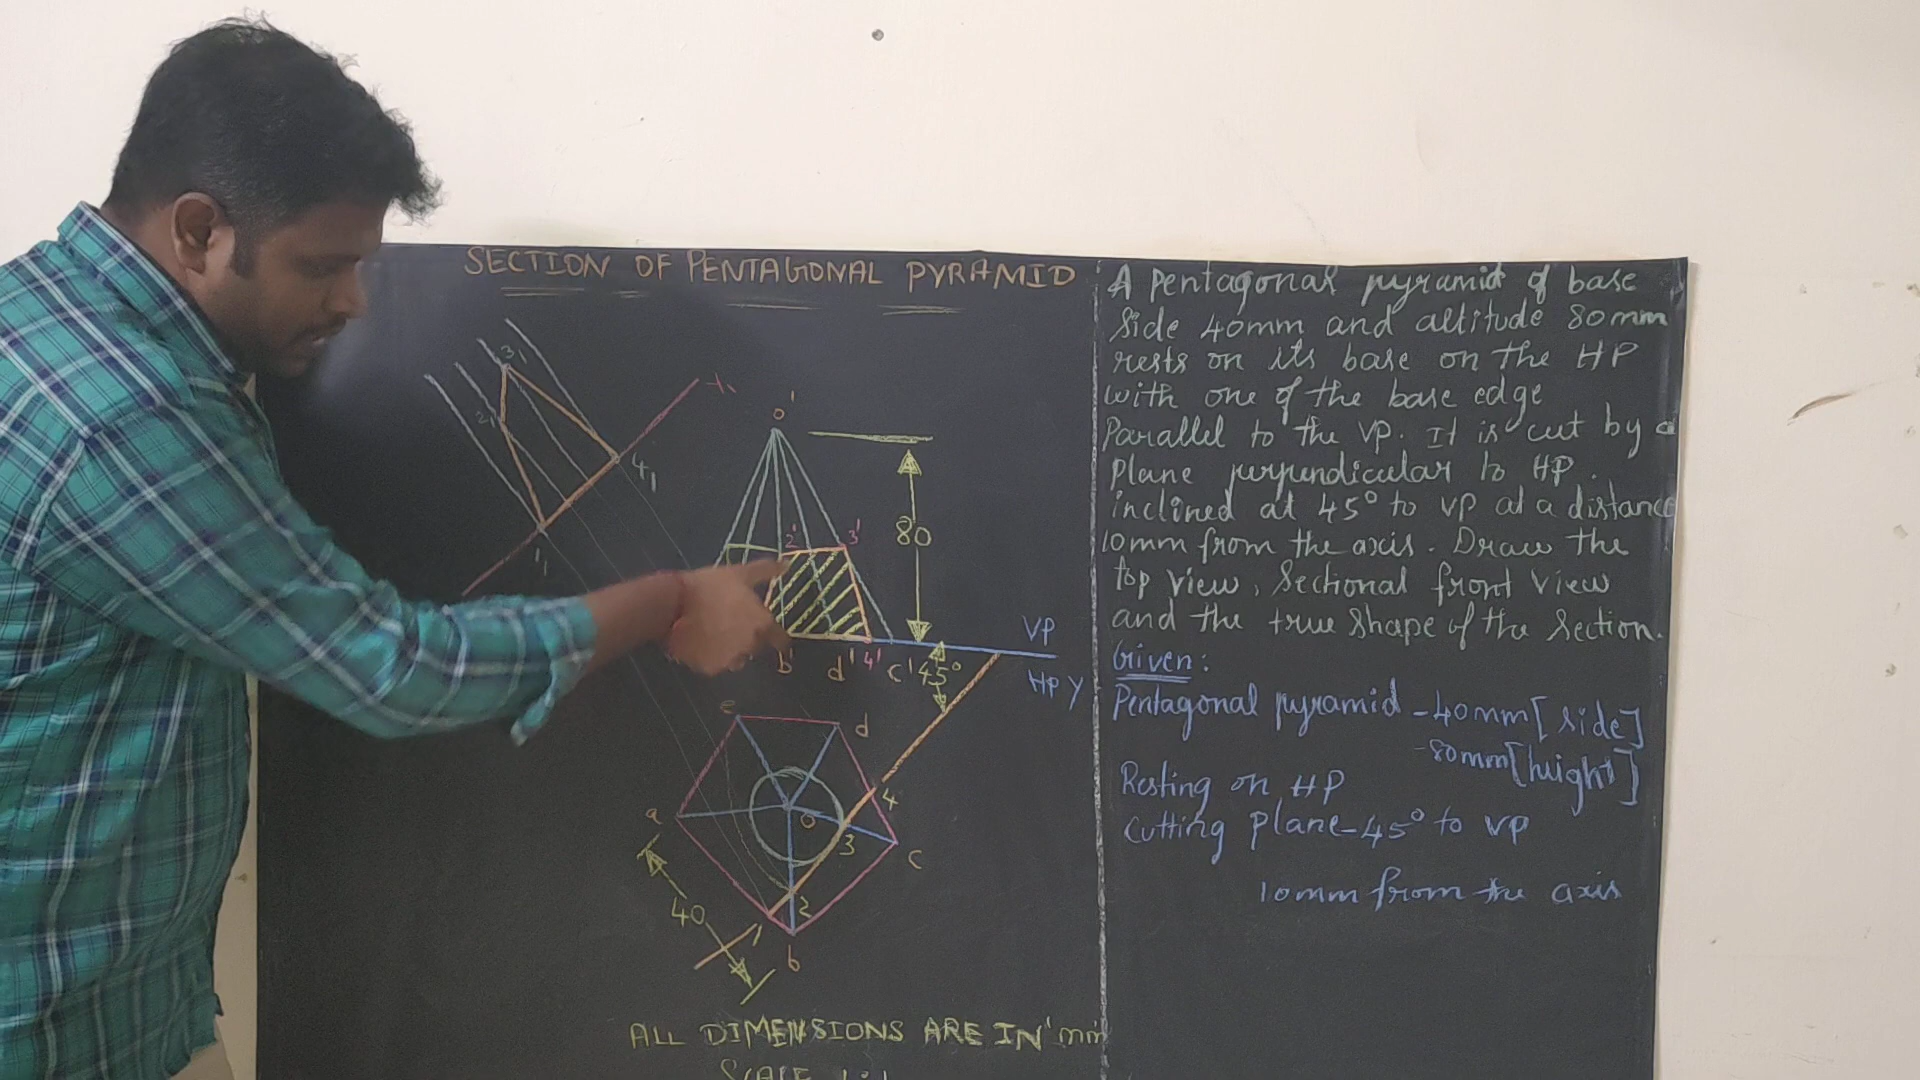 SECTION OF PENTAGONAL PYRAMID
3₁
2₁
4₁
1₁
o'
2'
3'
80
b'
d'
4'
c'
45°
VP
HP
Y
e
d
a
o
4
3
c
40
2
1
b
ALL DIMENSIONS ARE IN 'mm'
A pentagonal pyramid of base
side 40mm and altitude 80mm
rests on its base on the HP
with one of the base edge
Parallel to the VP. It is cut by a
plane perpendicular to HP.
inclined at 45° to VP at a distance
10mm from the axis. Draw the
top view, Sectional front View
and the true shape of the Section.
Given:
Pentagonal pyramid - 40mm [side]
- 80mm [height]
Resting on HP
Cutting plane - 45° to VP
10mm from the axis